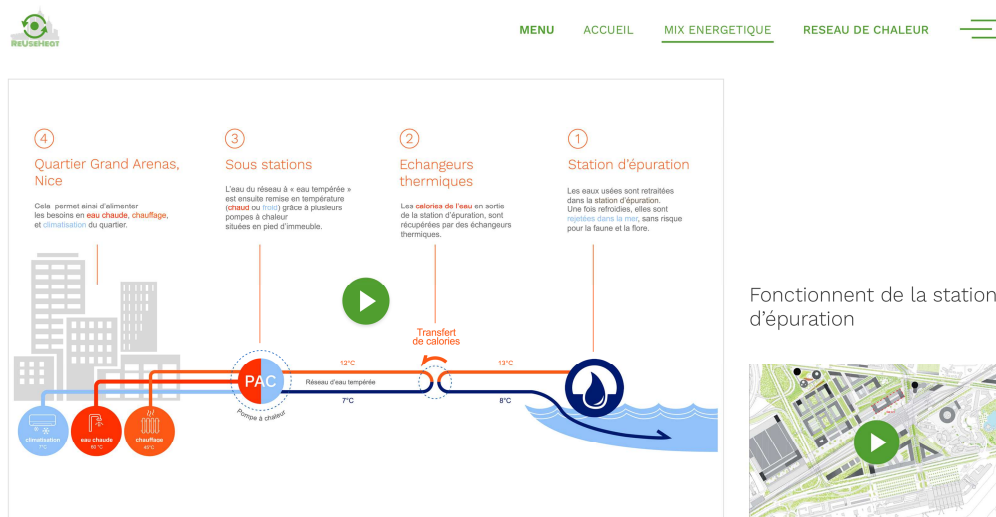 REUSEHEAT
MENU
ACCUEIL
MIX ENERGETIQUE
RESEAU DE CHALEUR
4
Quartier Grand Arenas,
Nice
Cela permet ainsi d'alimenter
les besoins en eau chaude, chauffage,
et climatisation du quartier.
3
Sous stations
L'eau du réseau à « eau tempérée »
est ensuite remise en température
(chaud ou froid) grâce à plusieurs
pompes à chaleur
situées en pied d'immeuble.
2
Echangeurs
thermiques
Les calories de l'eau en sortie
de la station d'épuration, sont
récupérées par des échangeurs
thermiques.
1
Station d'épuration
Les eaux usées sont retraitées
dans la station d'épuration.
Une fois refroidies, elles sont
rejetées dans la mer, sans risque
pour la faune et la flore.
Transfert
de calories
12°C
13°C
PAC
Réseau d'eau tempérée
7°C
8°C
Pompe à chaleur
climatisation
7°C
eau chaude
60 °C
chauffage
45°C
Fonctionnent de la station
d'épuration